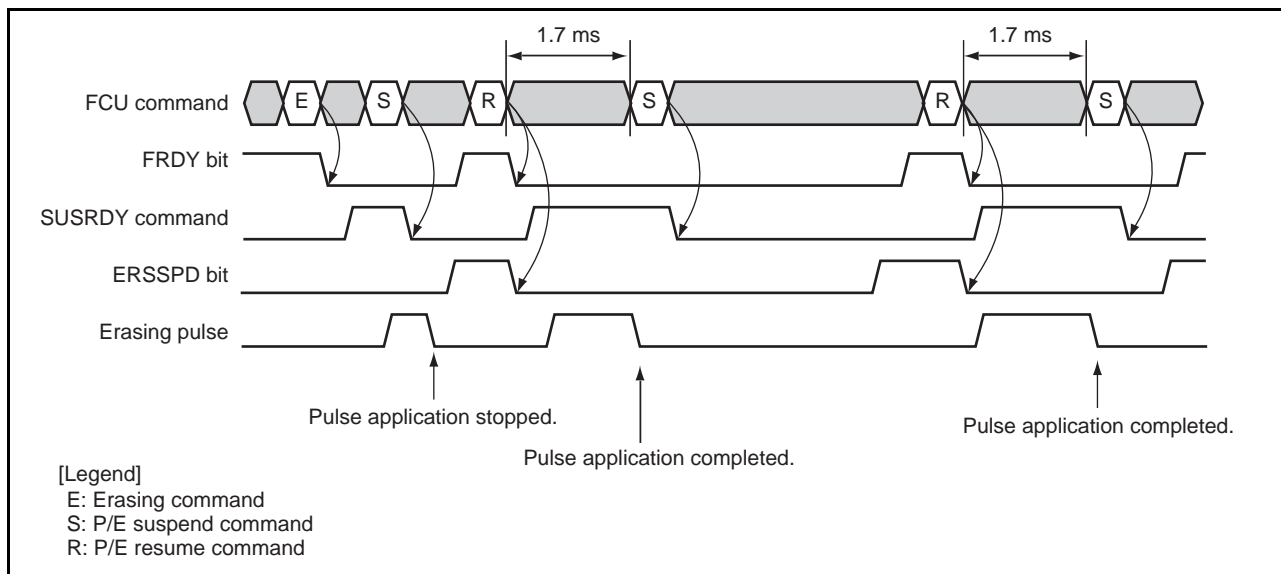 1.7 ms 1.7 ms
FCU command E S R S R S
FRDY bit
SUSRDY command
ERSSPD bit
Erasing pulse
Pulse application stopped.
Pulse application completed.
Pulse application completed.
[Legend]
E: Erasing command
S: P/E suspend command
R: P/E resume command